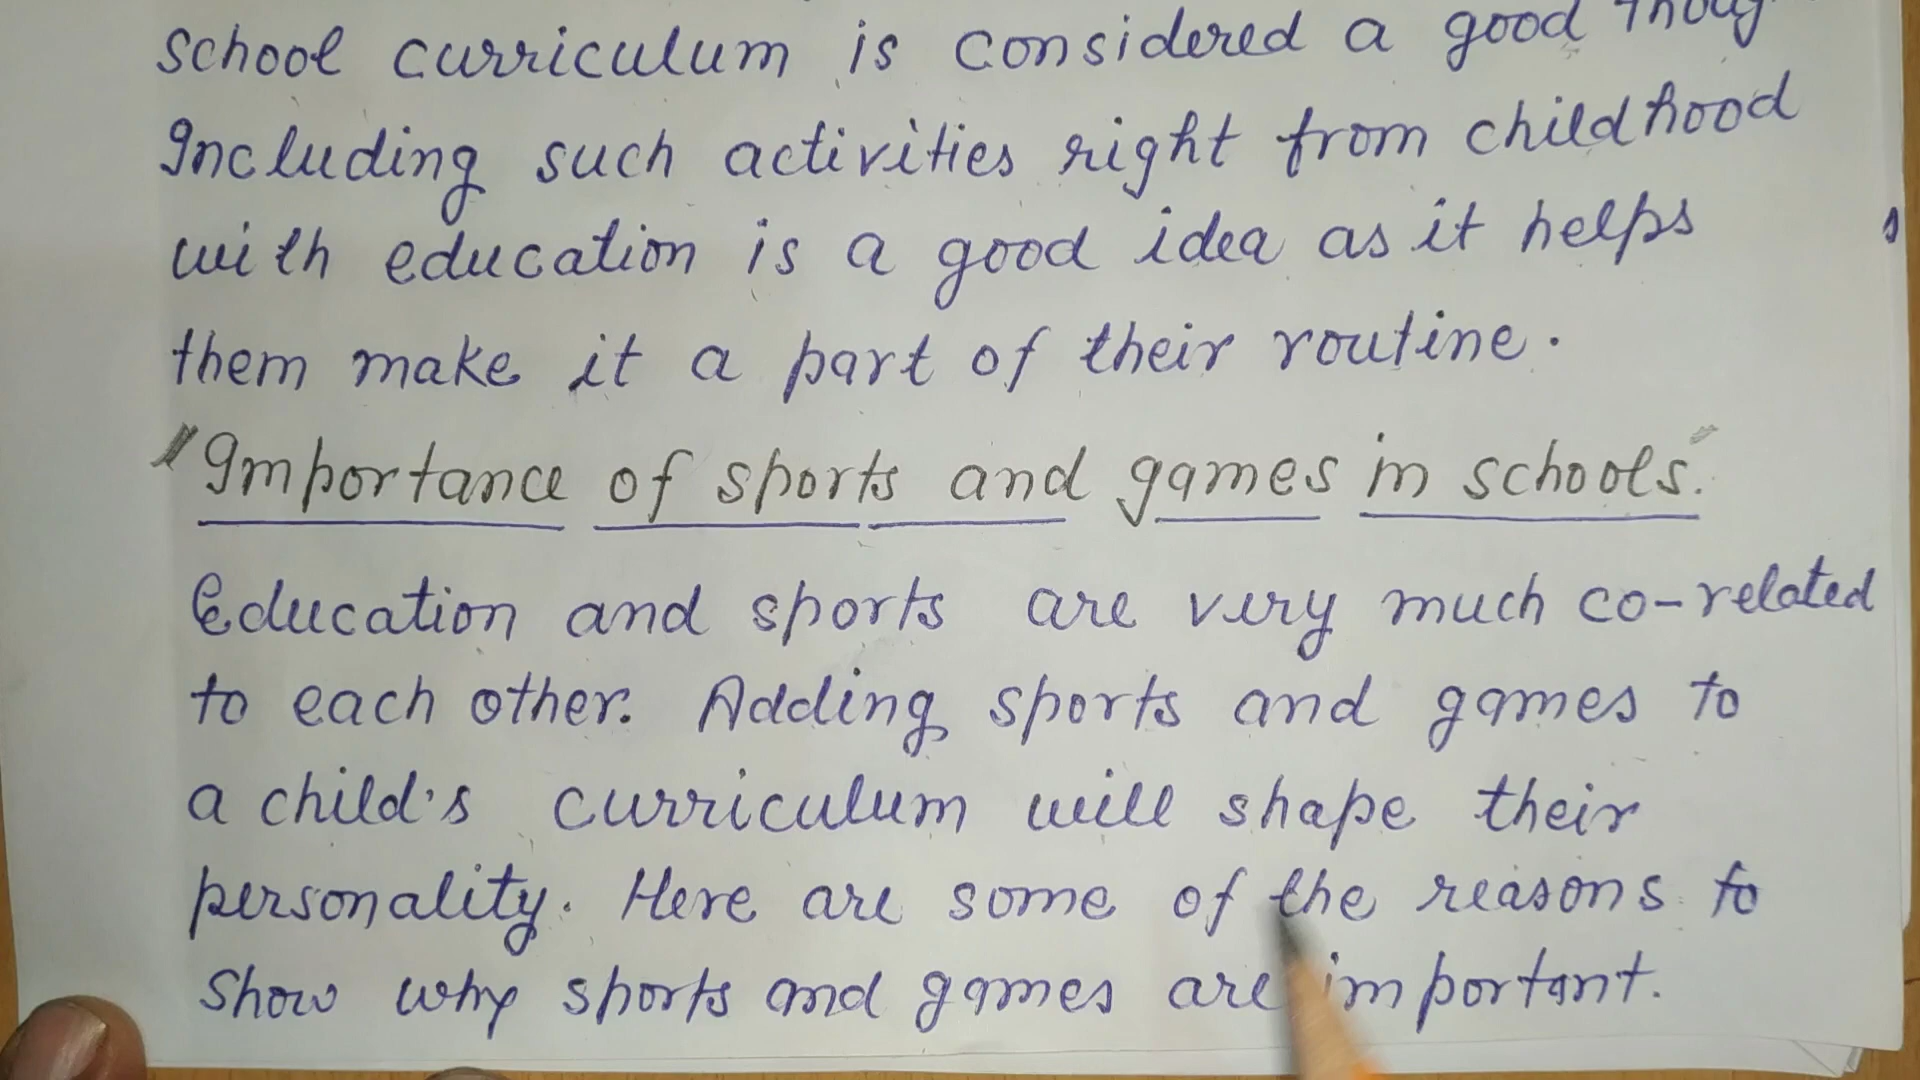 school curriculum is considered a good
Including such activities right from childhood
with education is a good idea as it helps
them make it a part of their routine.
"Importance of sports and games in schools."
Education and sports are very much co-related
to each other. Adding sports and games to
a child's curriculum will shape their
personality. Here are some of the reasons to
show why sports and games are important.